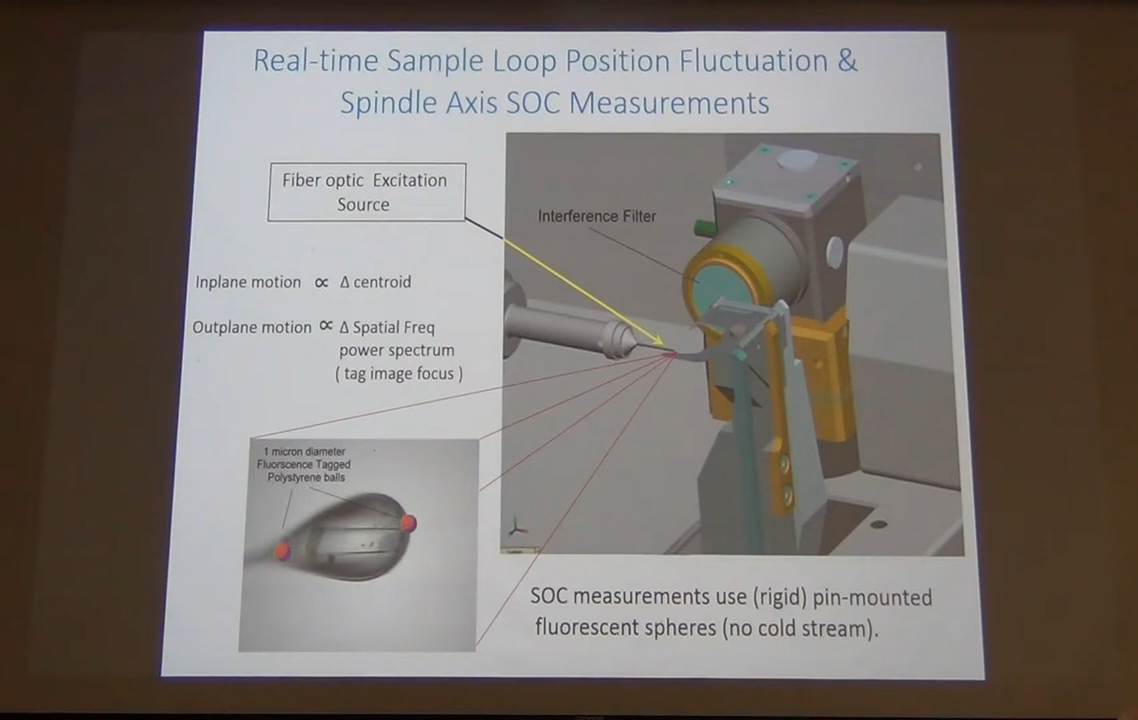 Real-time Sample Loop Position Fluctuation &
Spindle Axis SOC Measurements
Fiber optic Excitation
Source
Interference Filter
Inplane motion ∝ Δ centroid
Outplane motion ∝ Δ Spatial Freq
power spectrum
( tag image focus )
1 micron diameter
Fluorscence Tagged
Polystyrene balls
SOC measurements use (rigid) pin-mounted
fluorescent spheres (no cold stream).